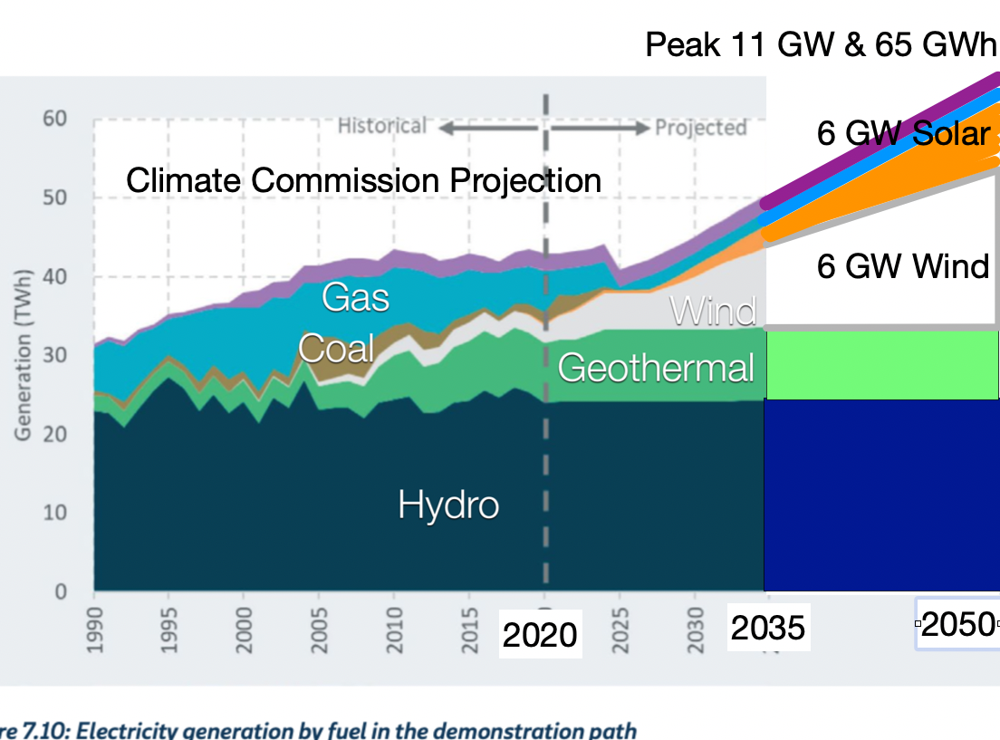 Peak 11 GW & 65 GWh
60
Historical
Projected
6 GW Solar
Climate Commission Projection
50
40
6 GW Wind
Gas
Wind
Coal
30
Geothermal
Generation (TWh)
20
Hydro
10
0
1990
1995
2000
2005
2010
2015
2020
2025
2030
2035
2050
re 7.10: Electricity generation by fuel in the demonstration path